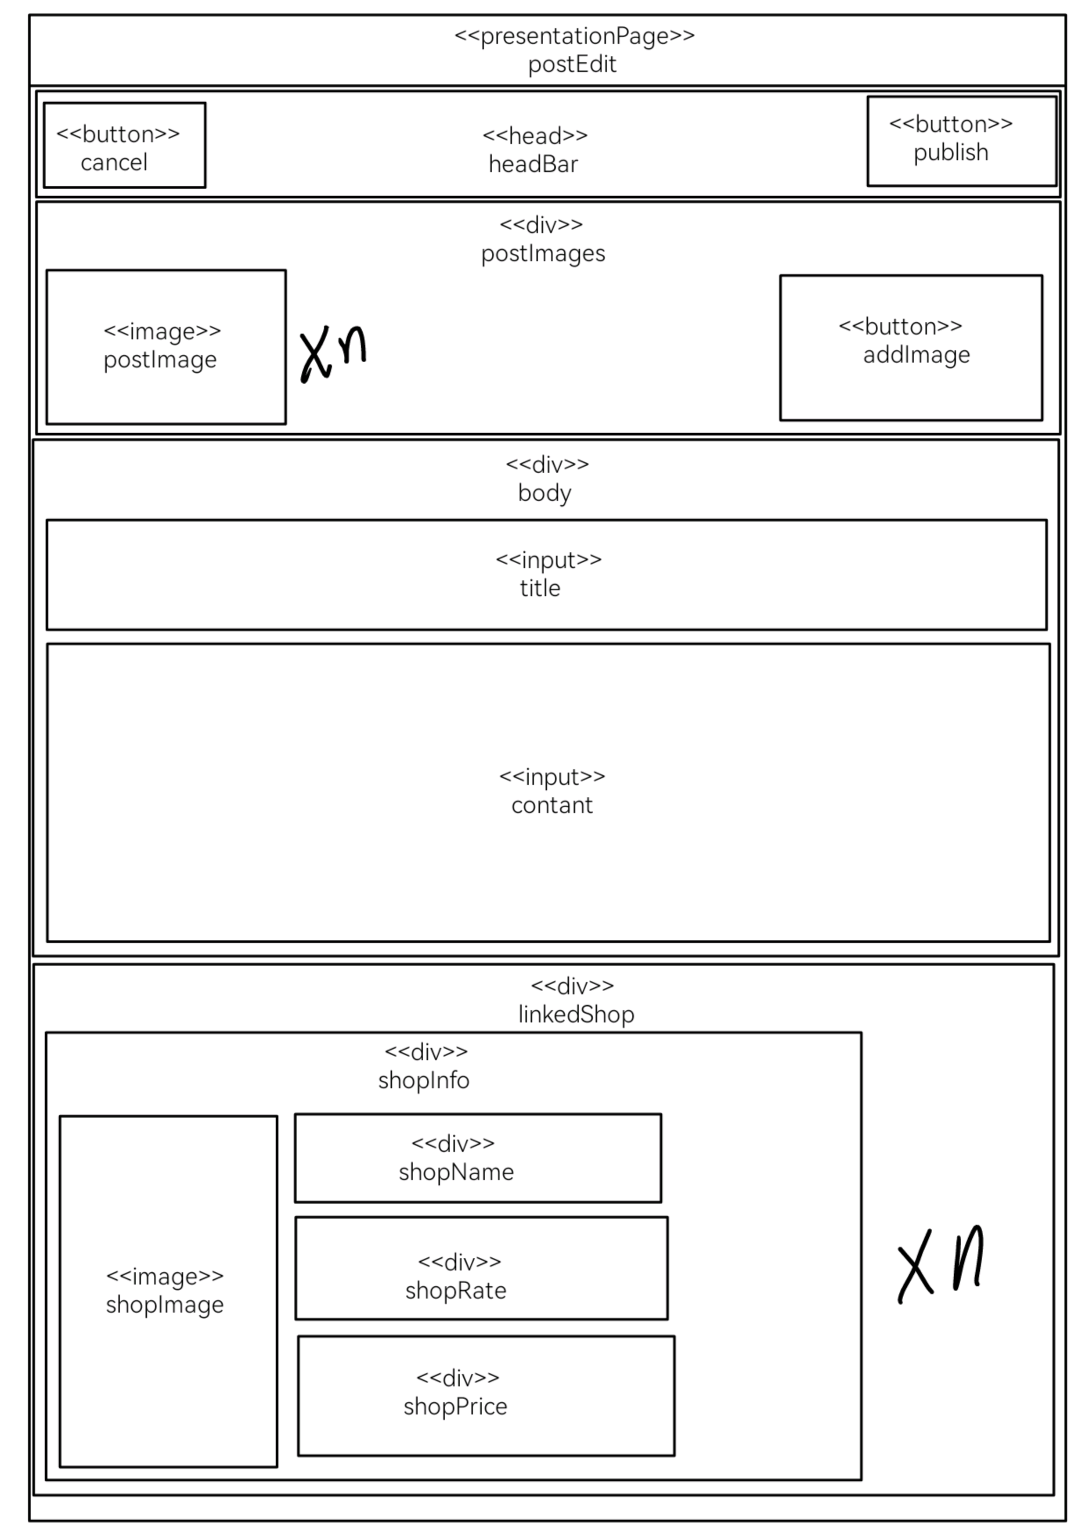 <<presentationPage>>
postEdit
<<button>>
cancel
<<head>>
headBar
<<button>>
publish
<<div>>
postImages
<<image>>
postImage
xn
<<button>>
addImage
<<div>>
body
<<input>>
title
<<input>>
contant
<<div>>
linkedShop
<<div>>
shopInfo
<<image>>
shopImage
<<div>>
shopName
<<div>>
shopRate
<<div>>
shopPrice
xn